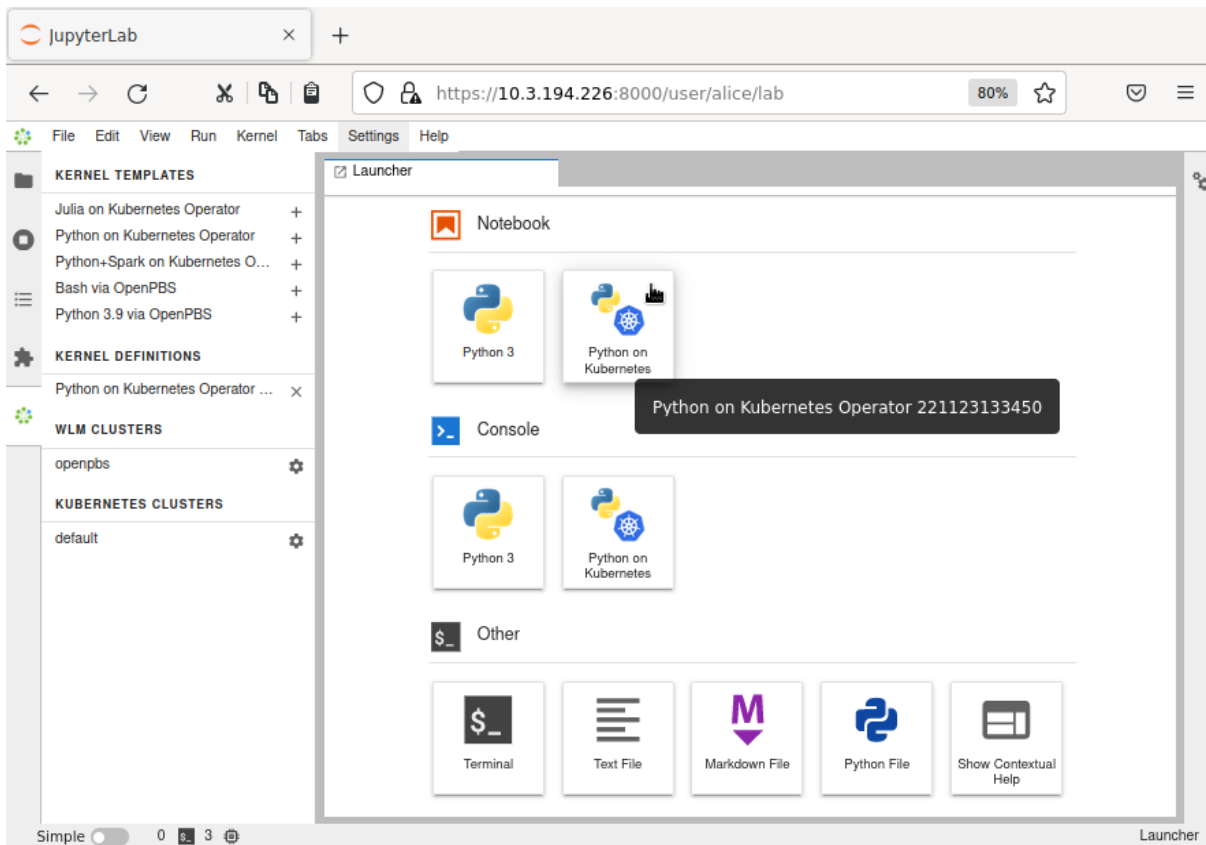 JupyterLab
https://10.3.194.226:8000/user/alice/lab
80%
File Edit View Run Kernel Tabs Settings Help
KERNEL TEMPLATES
Julia on Kubernetes Operator
Python on Kubernetes Operator
Python+Spark on Kubernetes O...
Bash via OpenPBS
Python 3.9 via OpenPBS
KERNEL DEFINITIONS
Python on Kubernetes Operator ...
WLM CLUSTERS
openpbs
KUBERNETES CLUSTERS
default
Launcher
Notebook
Python 3
Python on
Kubernetes
Python on Kubernetes Operator 221123133450
Console
Python 3
Python on
Kubernetes
$_ Other
$_
Terminal
Text File
M
Markdown File
Python File
Show Contextual
Help
Simple 0 $_ 3
Launcher